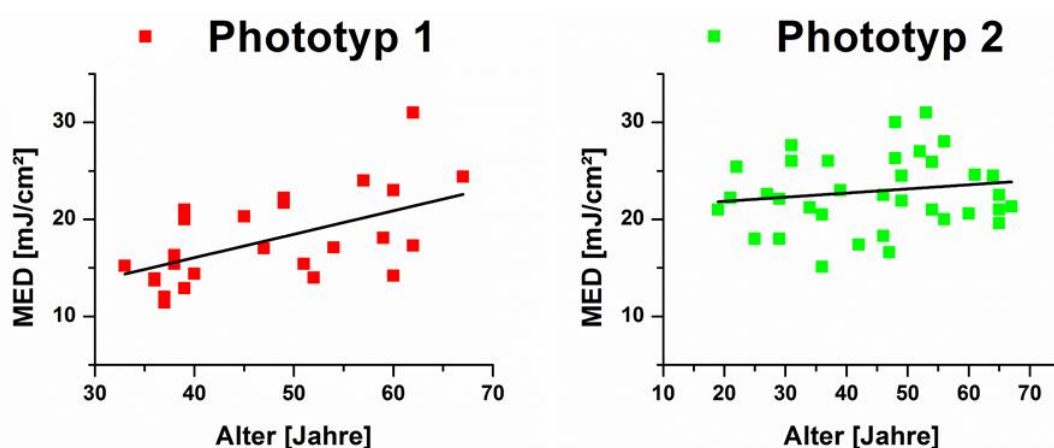 Phototyp 1
MED [mJ/cm²]
30
20
10
30 40 50 60 70
Alter [Jahre]
Phototyp 2
MED [mJ/cm²]
30
20
10
10 20 30 40 50 60 70
Alter [Jahre]